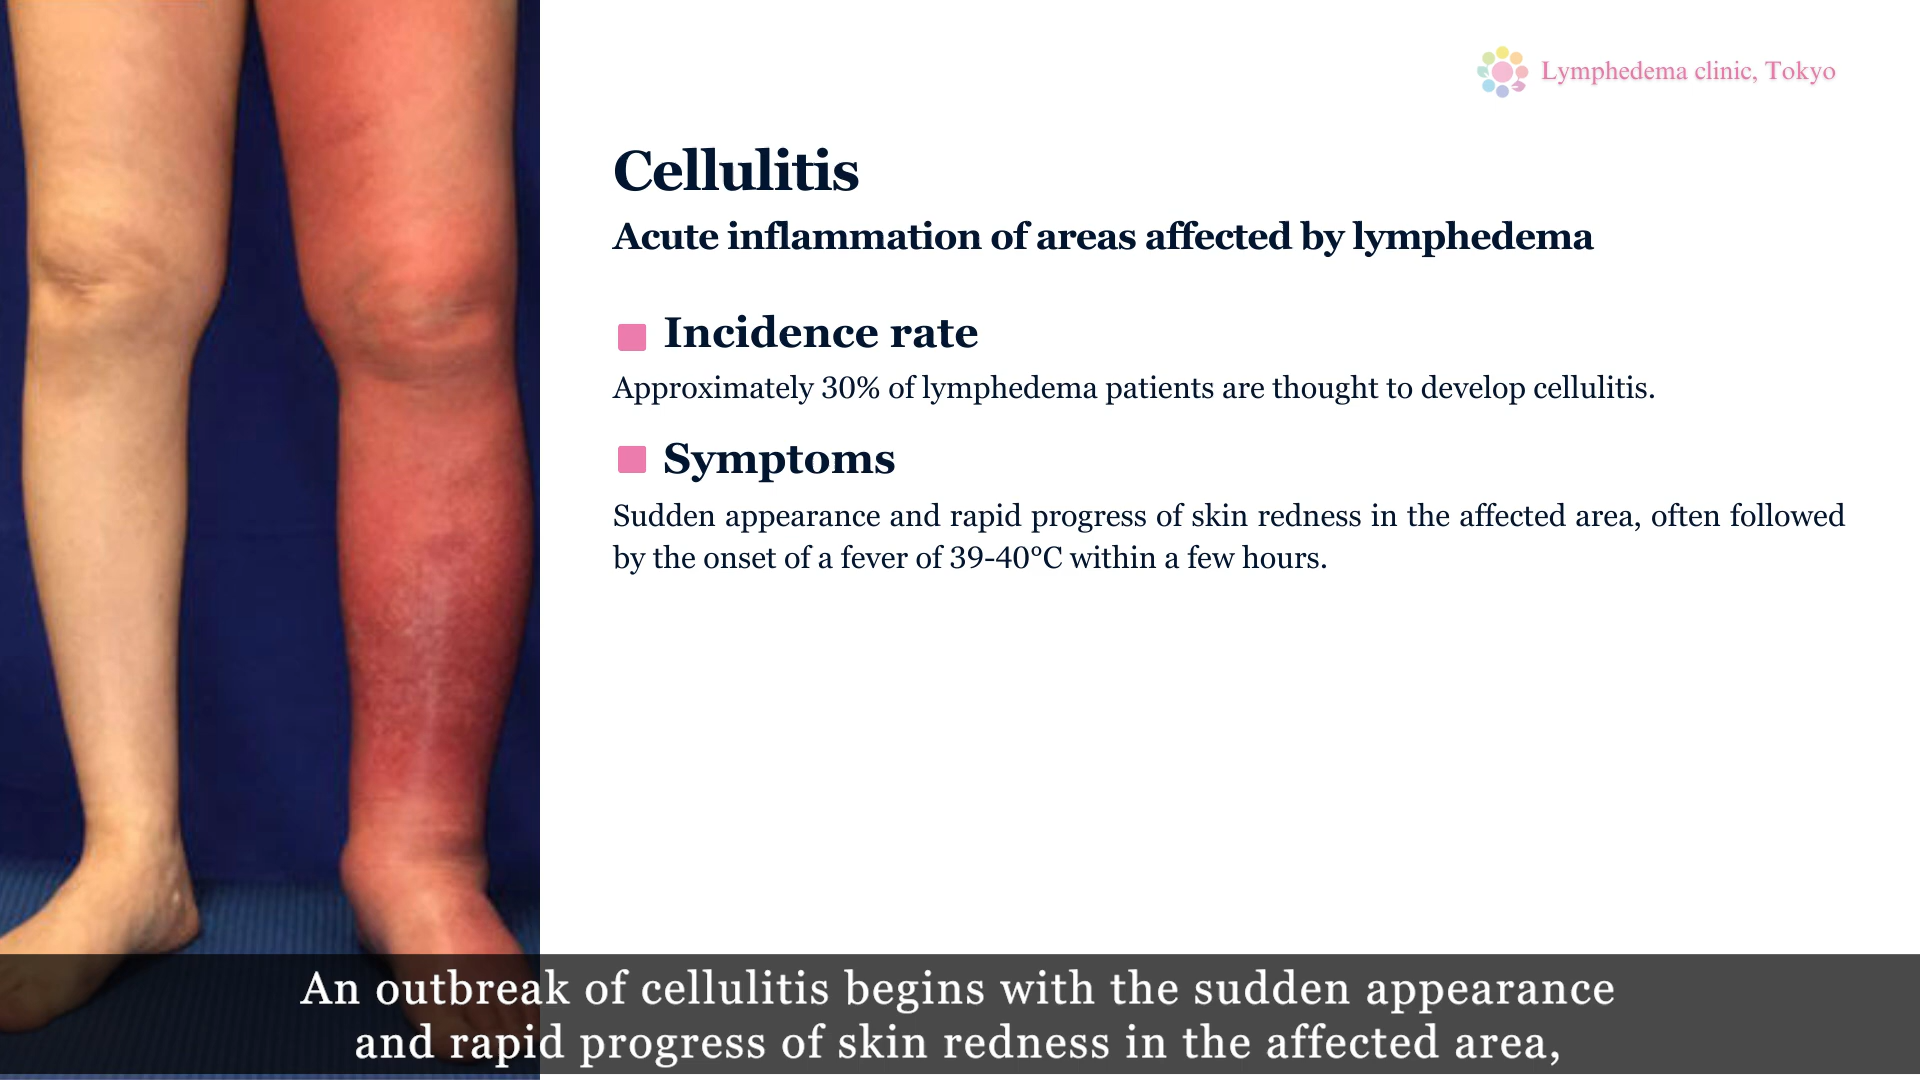 Lymphedema clinic, Tokyo
Cellulitis
Acute inflammation of areas affected by lymphedema
Incidence rate
Approximately 30% of lymphedema patients are thought to develop cellulitis.
Symptoms
Sudden appearance and rapid progress of skin redness in the affected area, often followed
by the onset of a fever of 39-40°C within a few hours.
An outbreak of cellulitis begins with the sudden appearance
and rapid progress of skin redness in the affected area,